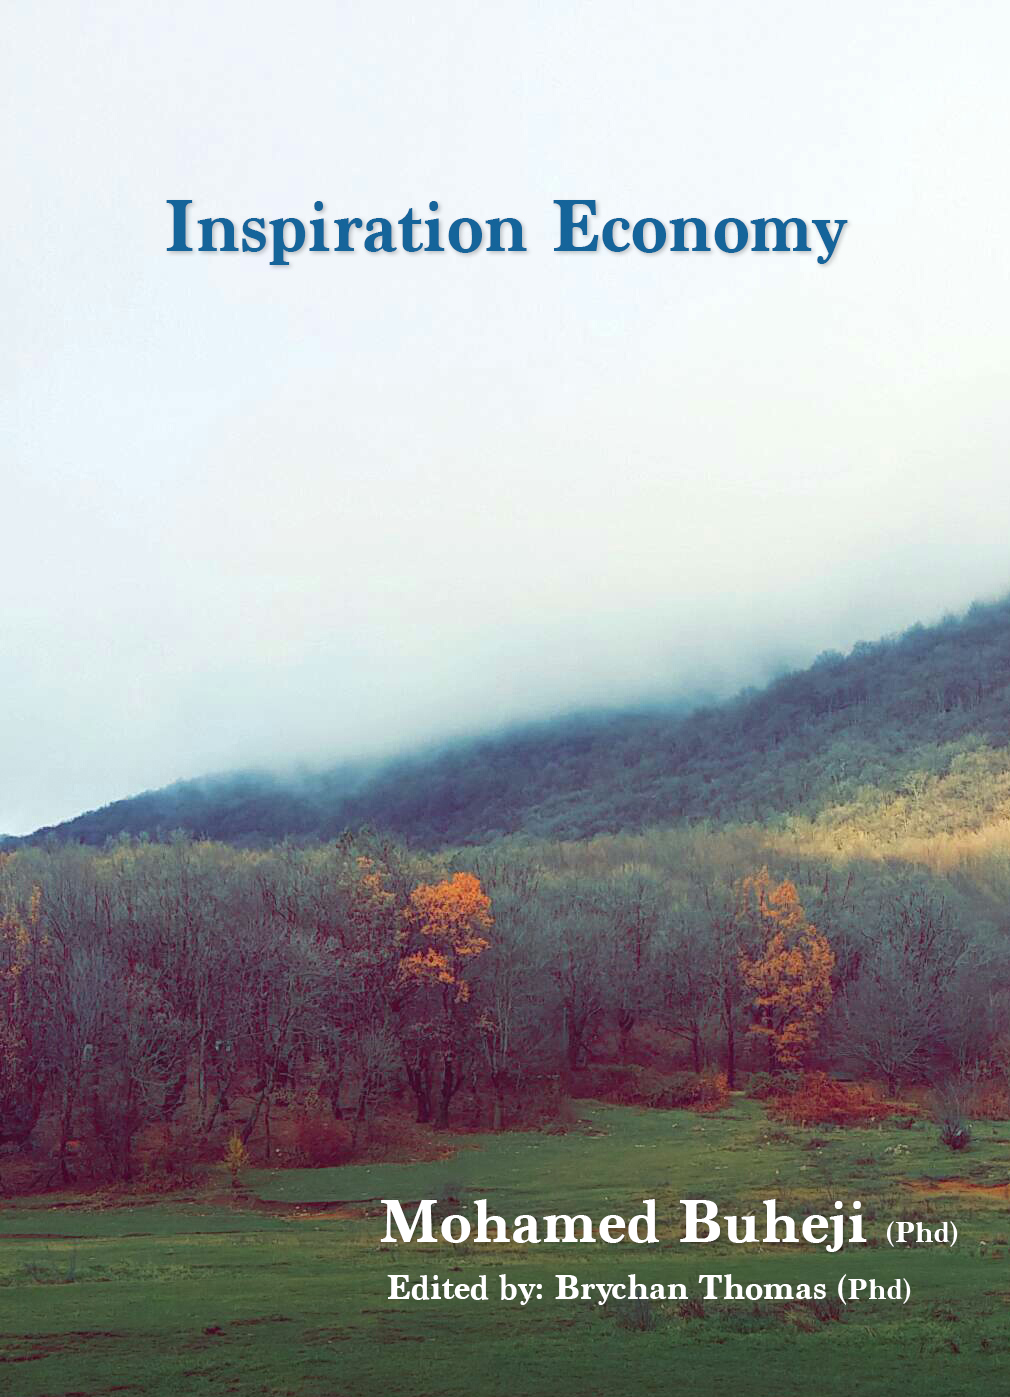 Inspiration Economy
Mohamed Buheji (Phd)
Edited by: Brychan Thomas (Phd)